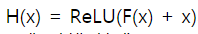 H(x) = ReLU(F(x) + x)